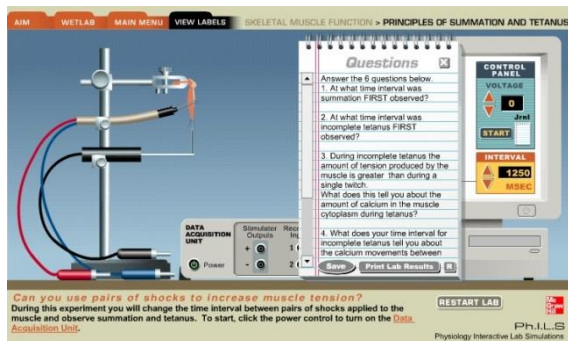 AIM WETLAB MAIN MENU VIEW LABELS SKELETAL MUSCLE FUNCTION > PRINCIPLES OF SUMMATION AND TETANUS
Questions
Answer the 6 questions below.
1. At what time interval was
summation FIRST observed?
2. At what time interval was
incomplete tetanus FIRST
observed?
3. During incomplete tetanus the
amount of tension produced by the
muscle is greater than during a
single twitch.
What does this tell you about the
amount of calcium in the muscle
cytoplasm during tetanus?
4. What does your time interval for
incomplete tetanus tell you about
the calcium movements between
Save Print Lab Results R
CONTROL
PANEL
VOLTAGE
0
Jrnl
START
INTERVAL
1250
MSEC
DATA
ACQUISITION
UNIT
Power
Stimulator
Outputs
+
-
1
2
Can you use pairs of shocks to increase muscle tension?
During this experiment you will change the time interval between pairs of shocks applied to the
muscle and observe summation and tetanus. To start, click the power control to turn on the Data
Acquisition Unit.
RESTART LAB
Mc
Graw
Hill
Ph.I.L.S
Physiology Interactive Lab Simulations